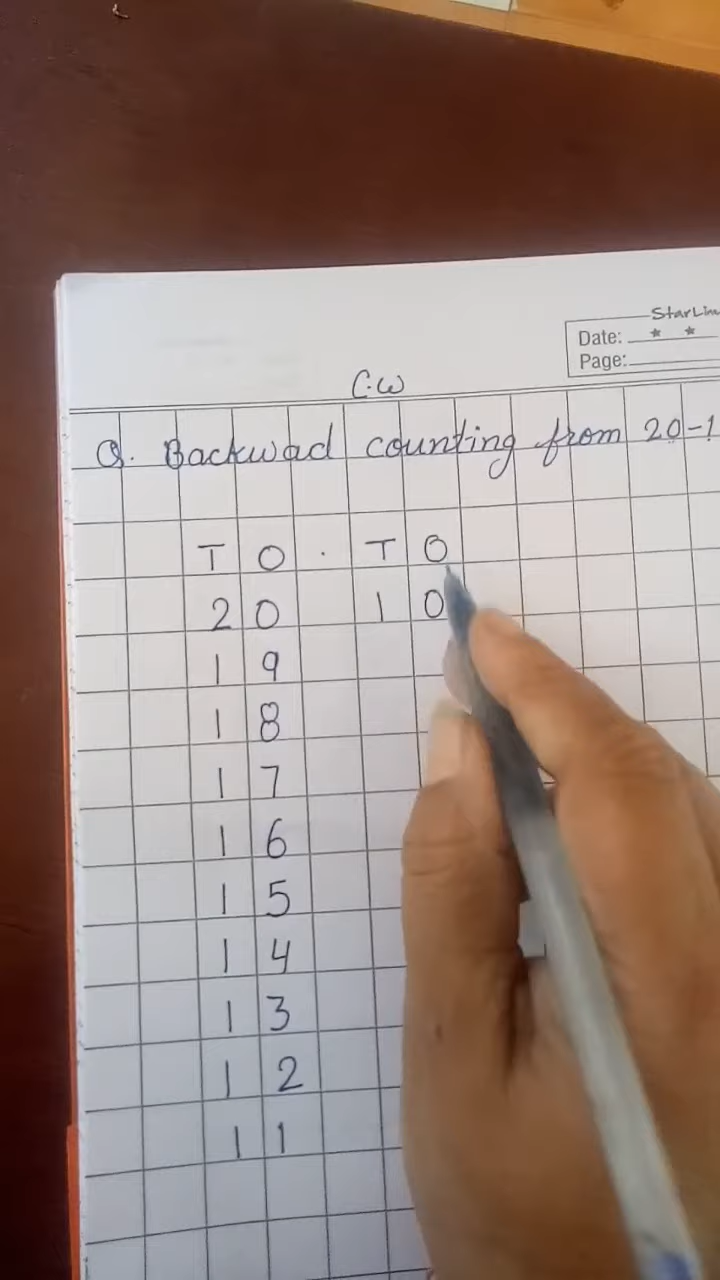 StarLine
Date: * *
Page:
C.W
Q. Backwad counting from 20-1
T O . T O
2 0 1 0
1 9
1 8
1 7
1 6
1 5
1 4
1 3
1 2
1 1